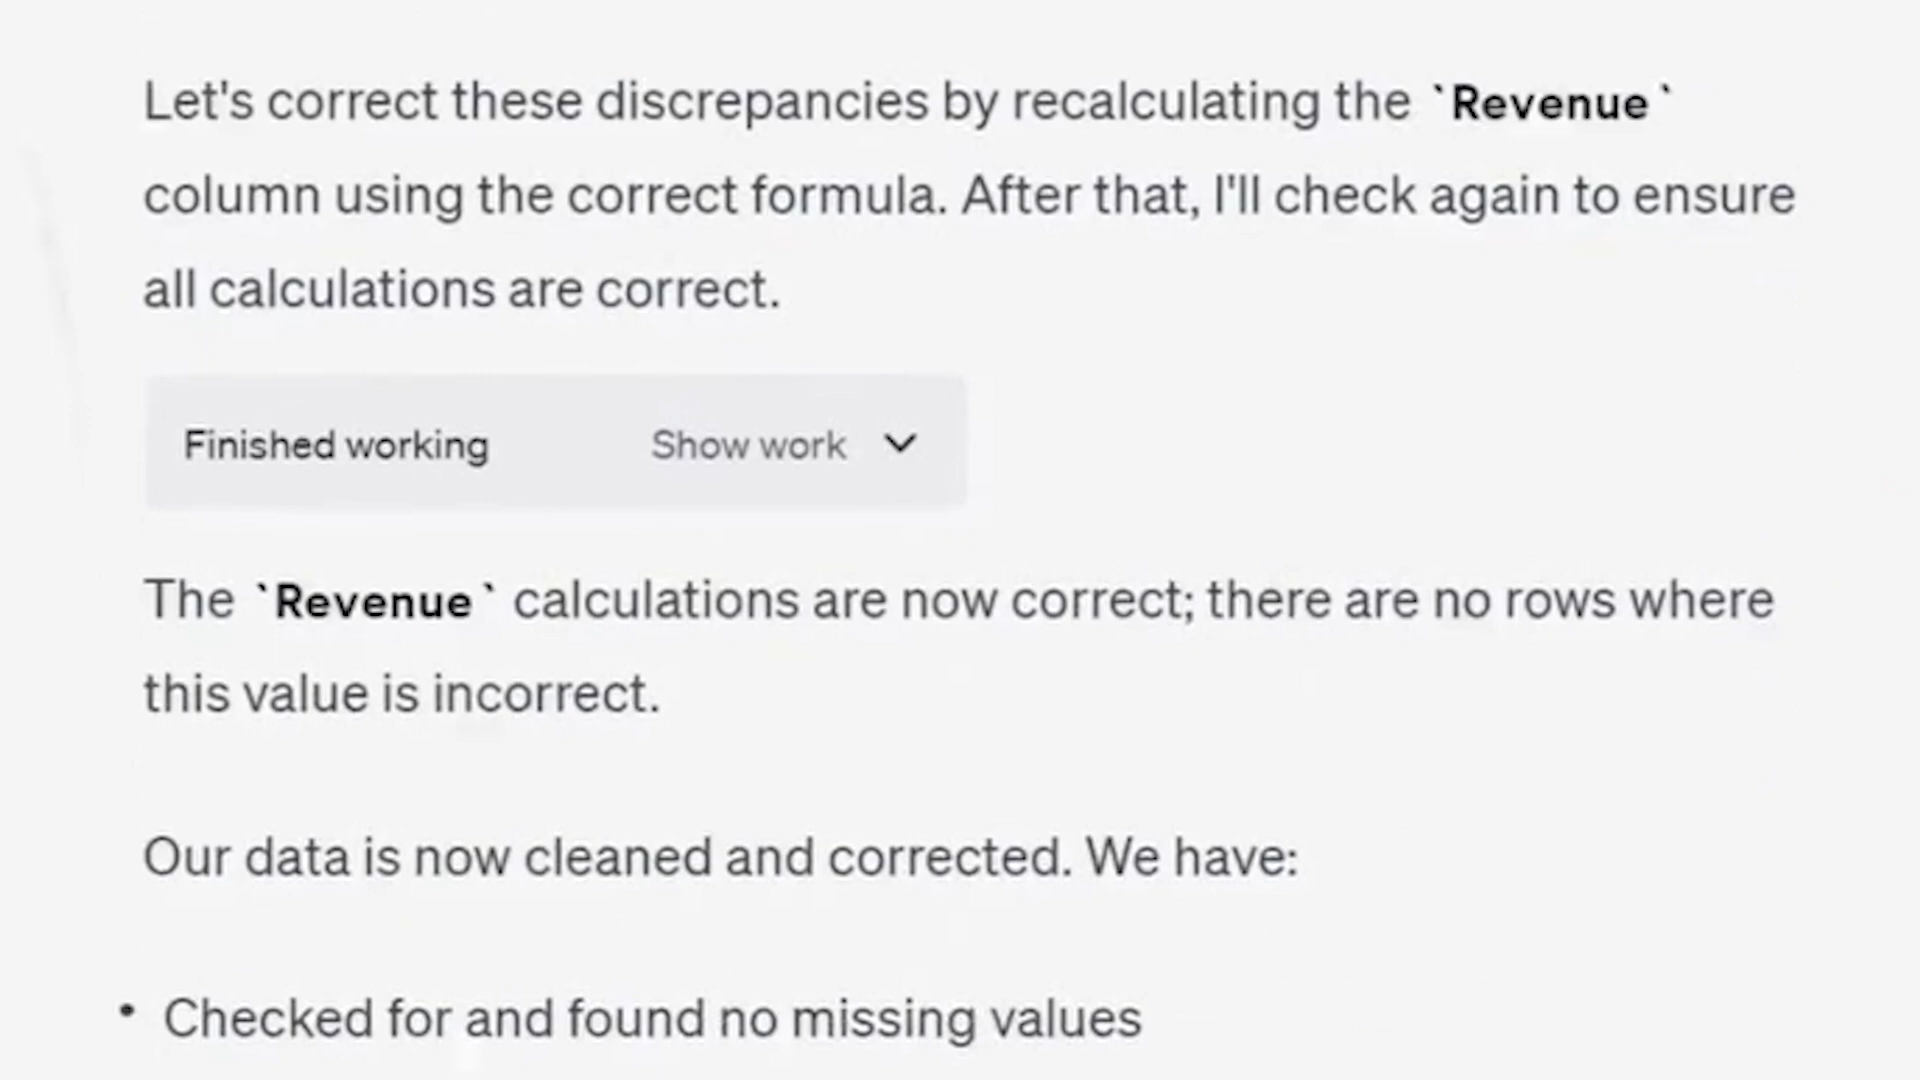 Let's correct these discrepancies by recalculating the `Revenue`
column using the correct formula. After that, I'll check again to ensure
all calculations are correct.
Finished working Show work
The `Revenue` calculations are now correct; there are no rows where
this value is incorrect.
Our data is now cleaned and corrected. We have:
• Checked for and found no missing values